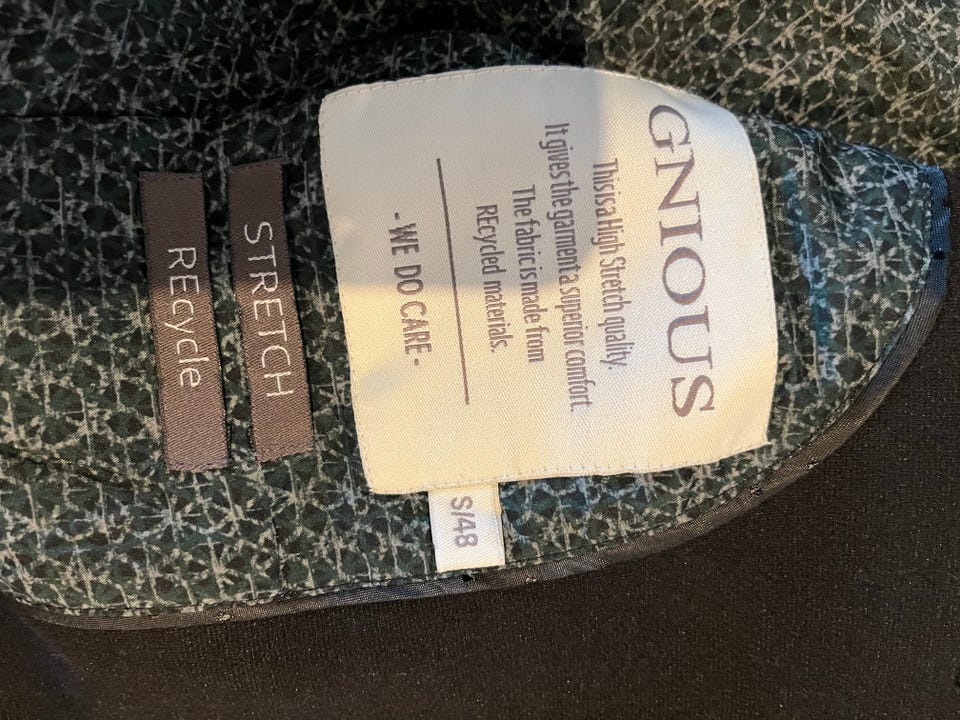 GNIOUS
This is a High Stretch quality.
It gives the garment a superior comfort.
The fabric is made from
REcycled materials.
- WE DO CARE -
S/48
STRETCH
REcycle